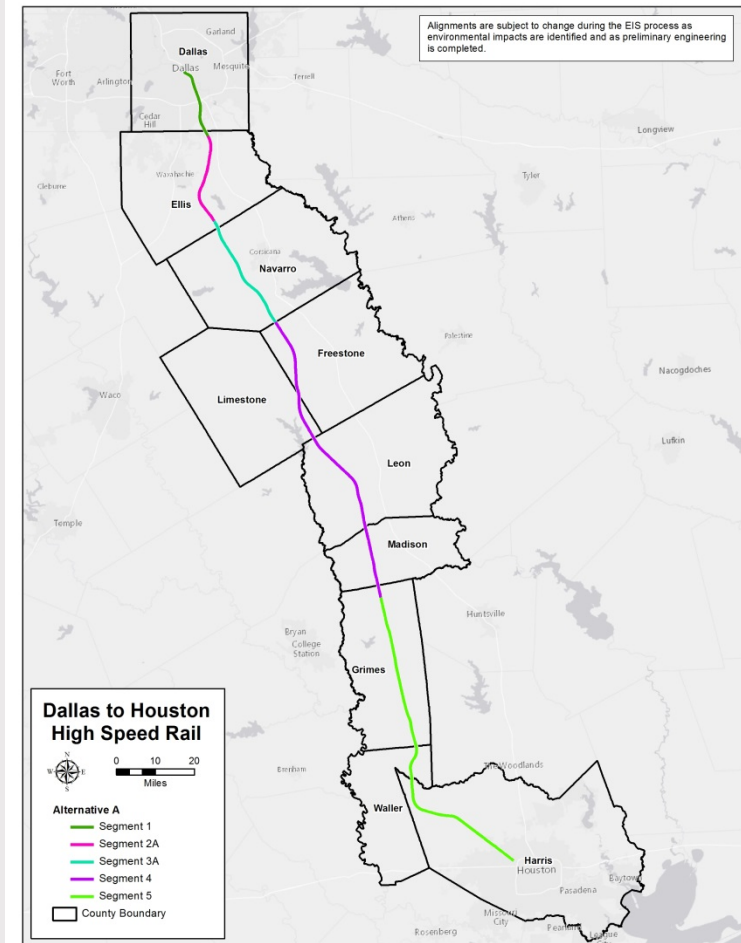 Alignments are subject to change during the EIS process as
environmental impacts are identified and as preliminary engineering
is completed.
Garland
Dallas
Dallas
Mesquite
Fort
Worth
Arlington
Terrell
Cedar
Hill
Longview
Waxahachie
Tyler
Cleburne
Ellis
Athens
Corsicana
Navarro
Palestine
Freestone
Nacogdoches
Limestone
Waco
Lufkin
Leon
Temple
Madison
Huntsville
Bryan
College
Station
Grimes
Dallas to Houston
High Speed Rail
N
W
E
S
0
10
20
Miles
Alternative A
Segment 1
Segment 2A
Segment 3A
Segment 4
Segment 5
County Boundary
Brenham
The Woodlands
Waller
Harris
Houston
Baytown
Pasadena
Missouri
City
Rosenberg
League